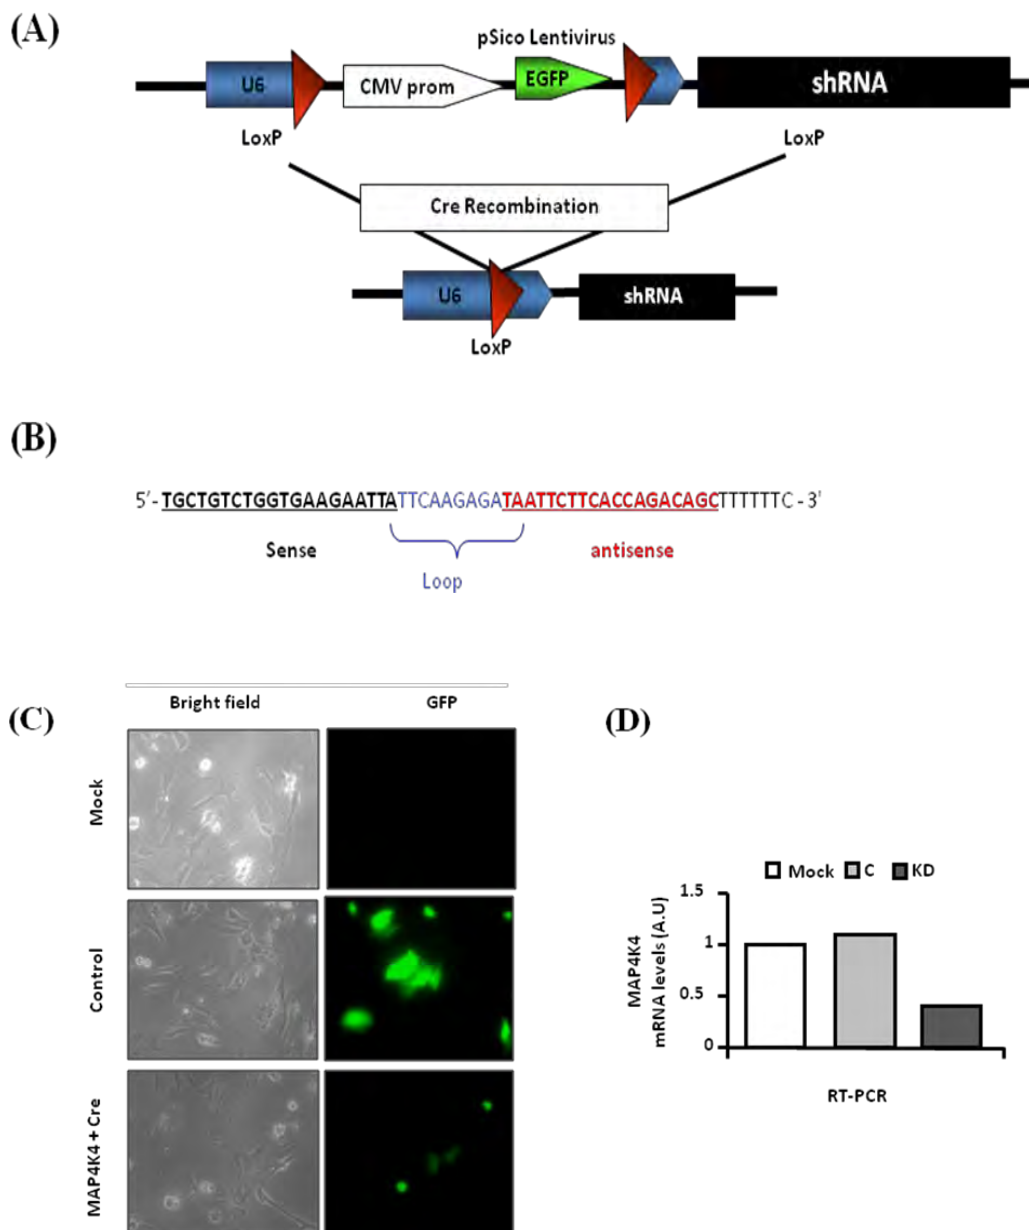 (A)
pSico Lentivirus
U6
CMV prom
EGFP
shRNA
LoxP
LoxP
Cre Recombination
U6
shRNA
LoxP
(B)
5'- TGCTGTCTGGTGAAGAATTATTCAAGAGATAATTCTTCACCAGACAGCTTTTTTC - 3'
Sense
antisense
Loop
Bright field
GFP
(C)
Mock
Control
MAP4K4 + Cre
(D)
Mock
C
KD
MAP4K4
mRNA levels (A.U)
1.5
1
0.5
0
RT-PCR